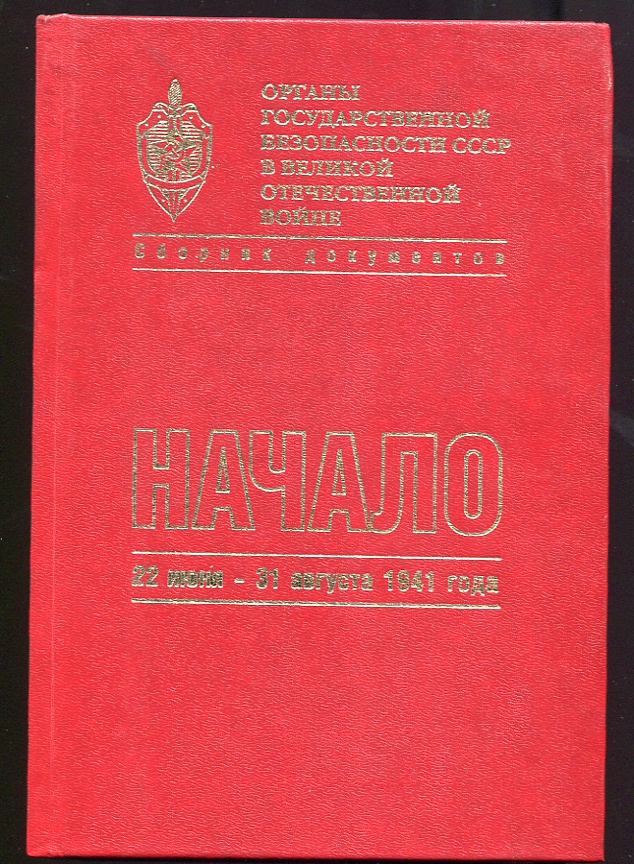 ОРГАНЫ
ГОСУДАРСТВЕННОЙ
БЕЗОПАСНОСТИ СССР
В ВЕЛИКОЙ
ОТЕЧЕСТВЕННОЙ
ВОЙНЕ
Сборник документов
НАЧАЛО
22 июня - 31 августа 1941 года